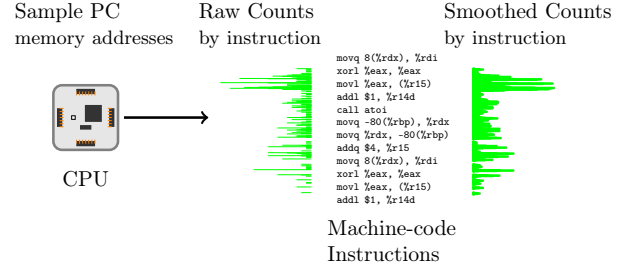 Sample PC
memory addresses
Raw Counts
by instruction
Smoothed Counts
by instruction
movq 8(%rdx), %rdi
xorl %eax, %eax
movl %eax, (%r15)
addl $1, %r14d
call atoi
movq -80(%rbp), %rdx
movq %rdx, -80(%rbp)
addq $4, %r15
movq 8(%rdx), %rdi
xorl %eax, %eax
movl %eax, (%r15)
addl $1, %r14d
CPU
Machine-code
Instructions